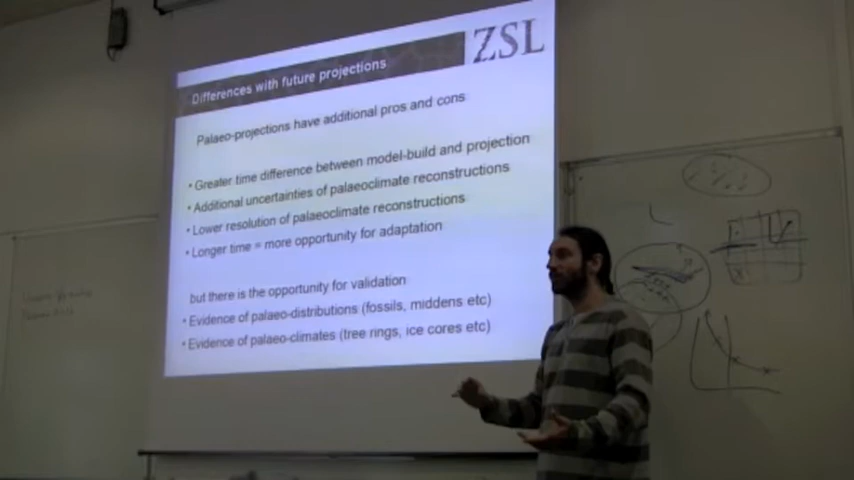 ZSL
Differences with future projections
Palaeo-projections have additional pros and cons
• Greater time difference between model-build and projection
• Additional uncertainties of palaeoclimate reconstructions
• Lower resolution of palaeoclimate reconstructions
• Longer time = more opportunity for adaptation
but there is the opportunity for validation
• Evidence of palaeo-distributions (fossils, middens etc)
• Evidence of palaeo-climates (tree rings, ice cores etc)